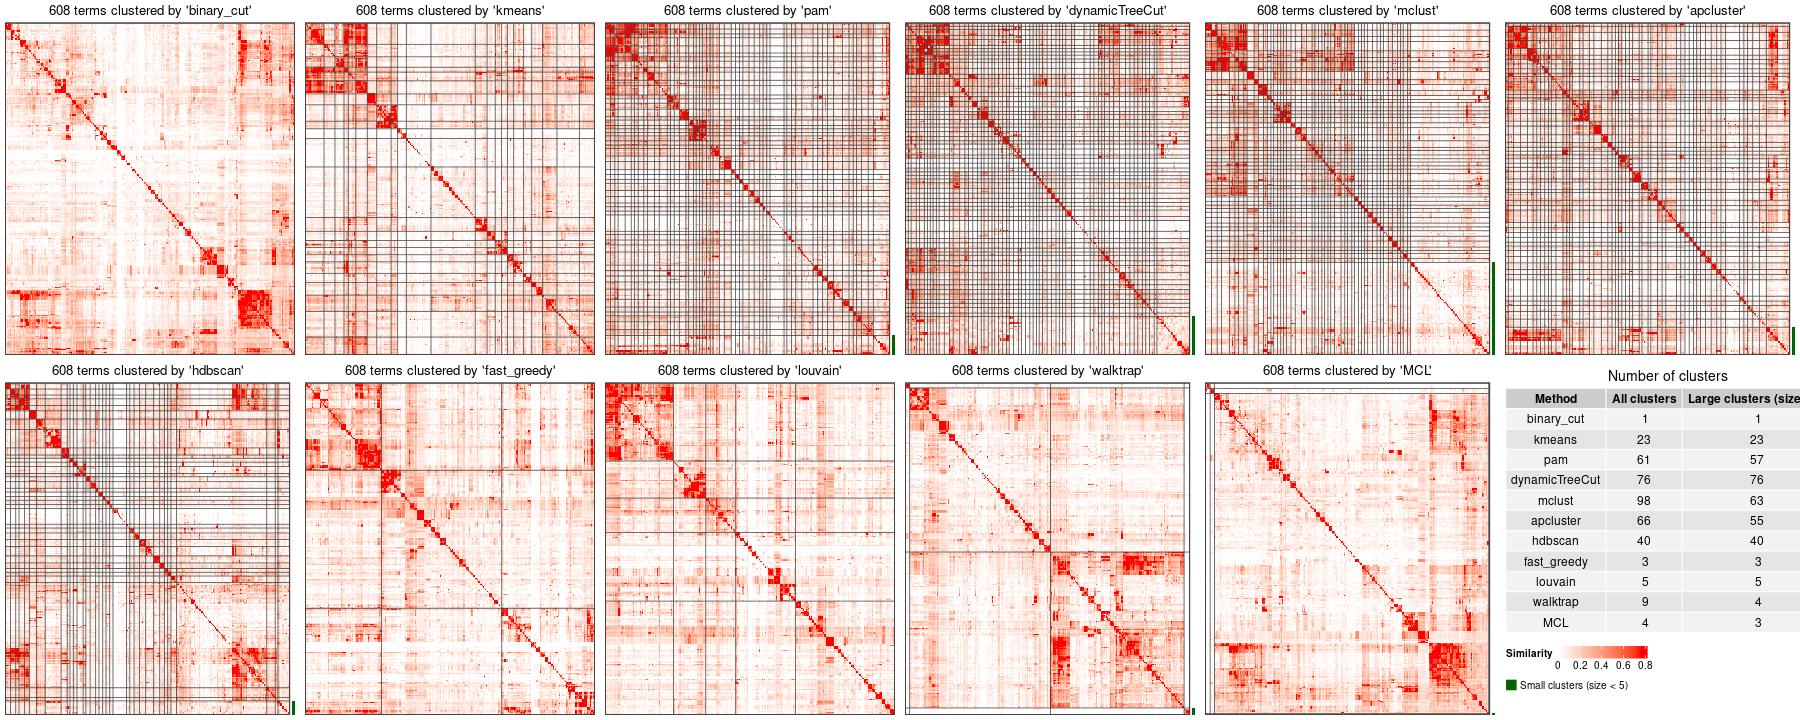 608 terms clustered by 'binary_cut'
608 terms clustered by 'kmeans'
608 terms clustered by 'pam'
608 terms clustered by 'dynamicTreeCut'
608 terms clustered by 'mclust'
608 terms clustered by 'apcluster'
608 terms clustered by 'hdbscan'
608 terms clustered by 'fast_greedy'
608 terms clustered by 'louvain'
608 terms clustered by 'walktrap'
608 terms clustered by 'MCL'
Number of clusters
Method All clusters Large clusters (size
binary_cut 1 1
kmeans 23 23
pam 61 57
dynamicTreeCut 76 76
mclust 98 63
apcluster 66 55
hdbscan 40 40
fast_greedy 3 3
louvain 5 5
walktrap 9 4
MCL 4 3
Similarity
0 0.2 0.4 0.6 0.8
Small clusters (size < 5)